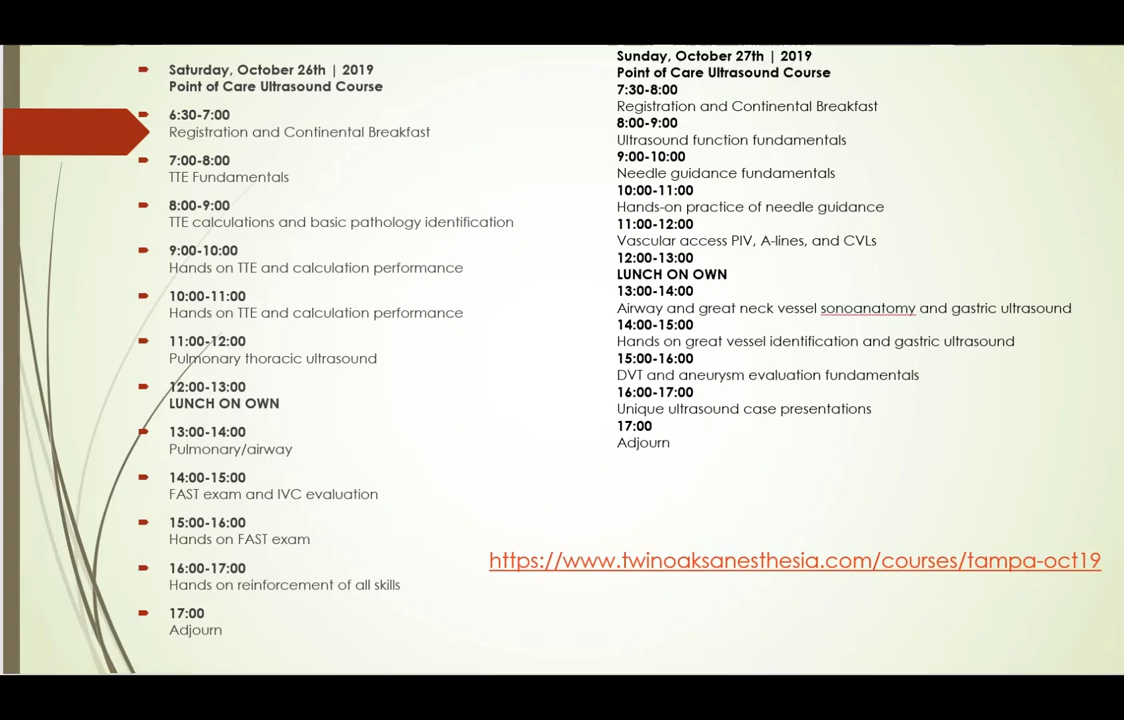 Saturday, October 26th | 2019
Point of Care Ultrasound Course
6:30-7:00
Registration and Continental Breakfast
7:00-8:00
TTE Fundamentals
8:00-9:00
TTE calculations and basic pathology identification
9:00-10:00
Hands on TTE and calculation performance
10:00-11:00
Hands on TTE and calculation performance
11:00-12:00
Pulmonary thoracic ultrasound
12:00-13:00
LUNCH ON OWN
13:00-14:00
Pulmonary/airway
14:00-15:00
FAST exam and IVC evaluation
15:00-16:00
Hands on FAST exam
16:00-17:00
Hands on reinforcement of all skills
17:00
Adjourn
Sunday, October 27th | 2019
Point of Care Ultrasound Course
7:30-8:00
Registration and Continental Breakfast
8:00-9:00
Ultrasound function fundamentals
9:00-10:00
Needle guidance fundamentals
10:00-11:00
Hands-on practice of needle guidance
11:00-12:00
Vascular access PIV, A-lines, and CVLs
12:00-13:00
LUNCH ON OWN
13:00-14:00
Airway and great neck vessel sonoanatomy and gastric ultrasound
14:00-15:00
Hands on great vessel identification and gastric ultrasound
15:00-16:00
DVT and aneurysm evaluation fundamentals
16:00-17:00
Unique ultrasound case presentations
17:00
Adjourn
https://www.twinoaksanesthesia.com/courses/tampa-oct19